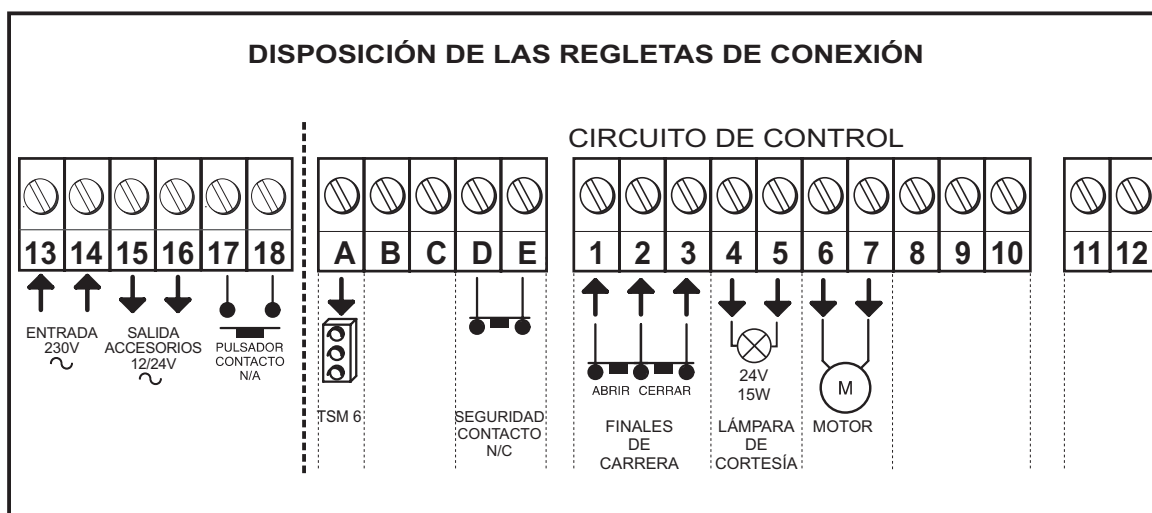 DISPOSICIÓN DE LAS REGLETAS DE CONEXIÓN
CIRCUITO DE CONTROL
13 14 15 16 17 18
A B C D E
1 2 3 4 5 6 7 8 9 10
11 12
ENTRADA
230V
SALIDA
ACCESORIOS
12/24V
PULSADOR
CONTACTO
N/A
TSM 6
SEGURIDAD
CONTACTO
N/C
ABRIR CERRAR
FINALES
DE
CARRERA
24V
15W
LÁMPARA
DE
CORTESÍA
M
MOTOR